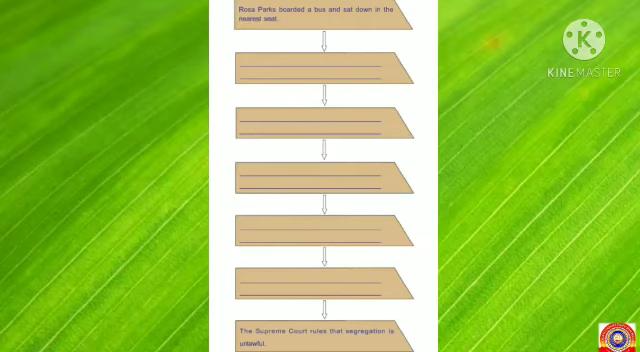 Rosa Parks boarded a bus and sat down in the
nearest seat.
K
KINEMASTER
The Supreme Court rules that segregation is
unlawful.